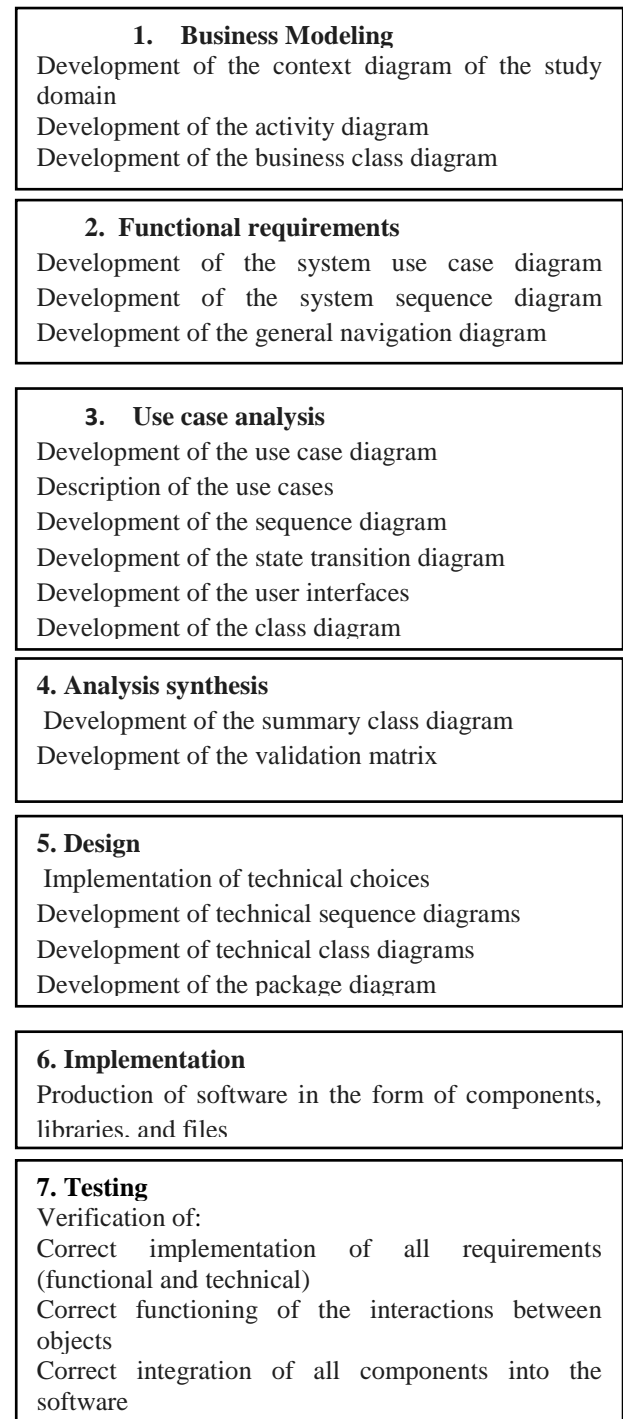 1. Business Modeling
Development of the context diagram of the study
domain
Development of the activity diagram
Development of the business class diagram
2. Functional requirements
Development of the system use case diagram
Development of the system sequence diagram
Development of the general navigation diagram
3. Use case analysis
Development of the use case diagram
Description of the use cases
Development of the sequence diagram
Development of the state transition diagram
Development of the user interfaces
Development of the class diagram
4. Analysis synthesis
Development of the summary class diagram
Development of the validation matrix
5. Design
Implementation of technical choices
Development of technical sequence diagrams
Development of technical class diagrams
Development of the package diagram
6. Implementation
Production of software in the form of components,
libraries, and files
7. Testing
Verification of:
Correct implementation of all requirements
(functional and technical)
Correct functioning of the interactions between
objects
Correct integration of all components into the
software